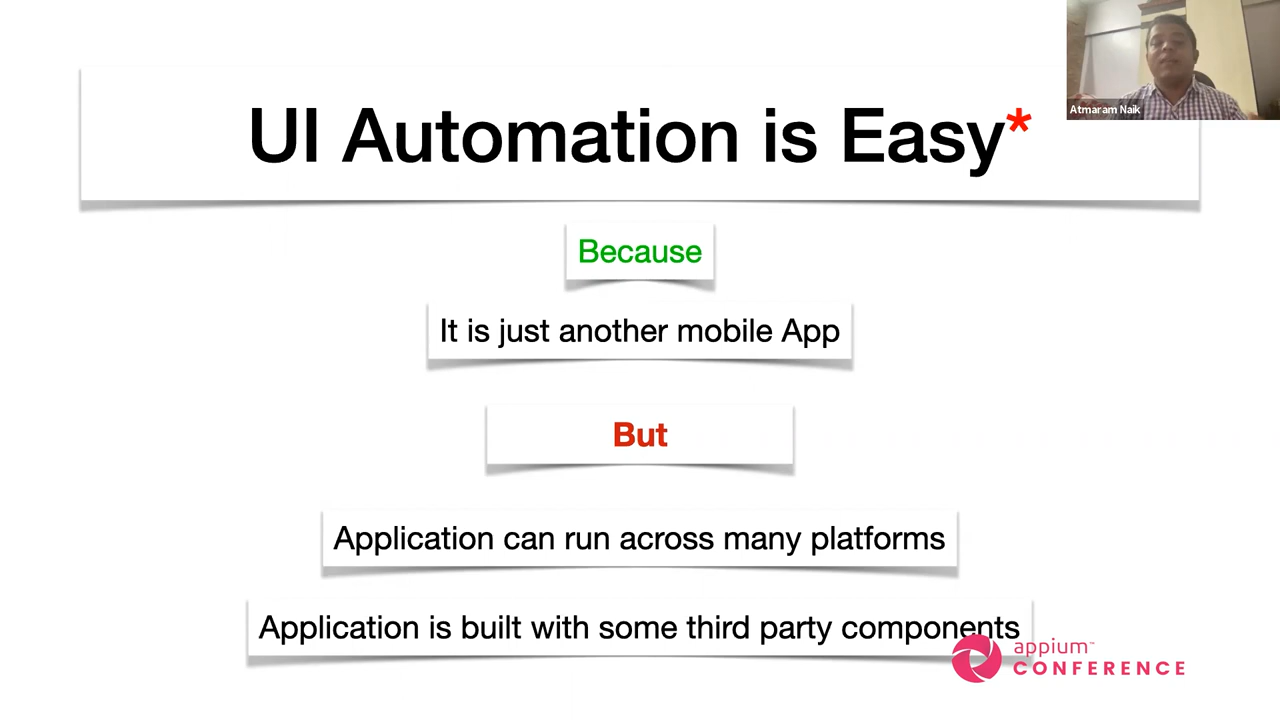 UI Automation is Easy*
Atmaram Naik
Because
It is just another mobile App
But
Application can run across many platforms
Application is built with some third party components
appium™
CONFERENCE